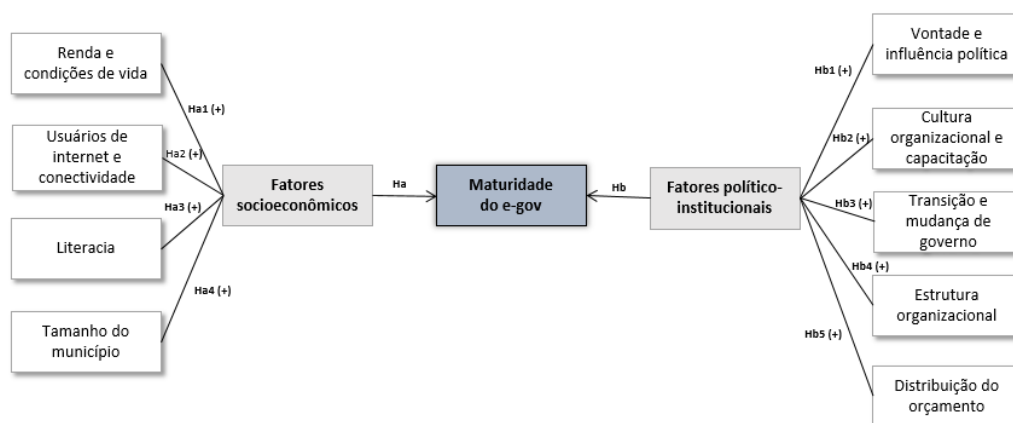 Renda e
condições de vida
Usuários de
internet e
conectividade
Literacia
Tamanho do
município
Ha1 (+)
Ha2 (+)
Ha3 (+)
Ha4 (+)
Fatores
socioeconômicos
Ha
Maturidade
do e-gov
Hb
Fatores político-
institucionais
Hb1 (+)
Hb2 (+)
Hb3 (+)
Hb4 (+)
Hb5 (+)
Vontade e
influência política
Cultura
organizacional e
capacitação
Transição e
mudança de
governo
Estrutura
organizacional
Distribuição do
orçamento